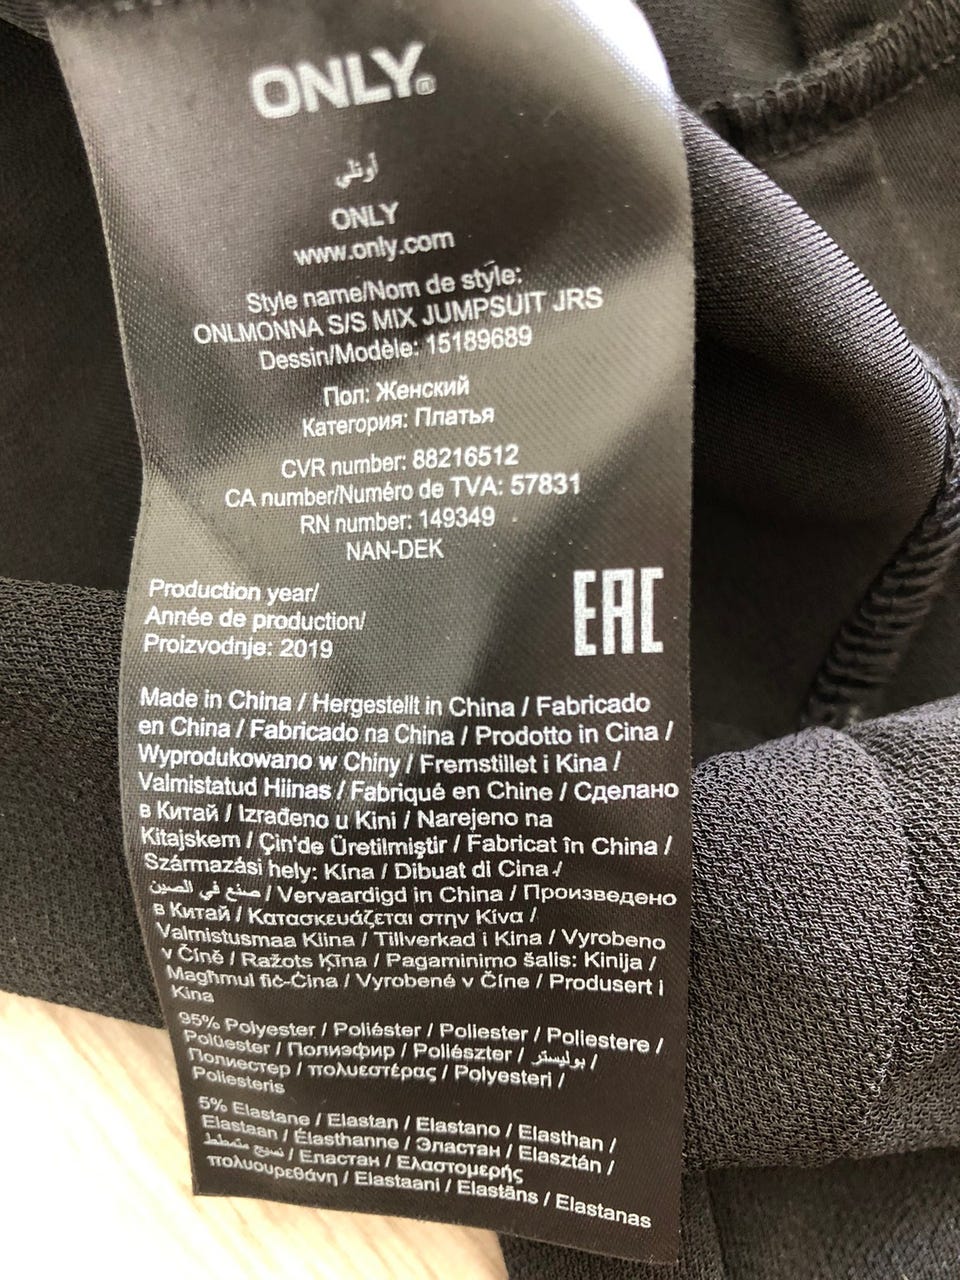 ONLY®
أونلي
ONLY
www.only.com
Style name/Nom de style:
ONLMONNA S/S MIX JUMPSUIT JRS
Dessin/Modèle: 15189689
Пол: Женский
Категория: Платья
CVR number: 88216512
CA number/Numéro de TVA: 57831
RN number: 149349
NAN-DEK
Production year/
Année de production/
Proizvodnje: 2019
EAC
Made in China / Hergestellt in China / Fabricado
en China / Fabricado na China / Prodotto in Cina /
Wyprodukowano w Chiny / Fremstillet i Kina /
Valmistatud Hiinas / Fabriqué en Chine / Сделано
в Китай / Izrađeno u Kini / Narejeno na
Kitajskem / Çin'de Üretilmiştir / Fabricat în China /
Származási hely: Kína / Dibuat di Cina /
صنع في الصين / Vervaardigd in China / Произведено
в Китай / Κατασκευάζεται στην Κίνα /
Valmistusmaa Kiina / Tillverkad i Kina / Vyrobeno
v Číně / Ražots Ķīna / Pagaminimo šalis: Kinija /
Magħmul fiċ-Ċina / Vyrobené v Číne / Produsert i
Kina
95% Polyester / Poliéster / Poliester / Poliestere /
Polüester / Полиэфир / Poliészter / بوليستر /
Полиестер / πολυεστέρας / Polyesteri /
Poliesteris
5% Elastane / Elastan / Elastano / Elasthan /
Elastaan / Élasthanne / Эластан / Elasztán /
نسيج متمطط / Еластан / Ελαστομερής
πολυουρεθάνη / Elastaani / Elastāns / Elastanas